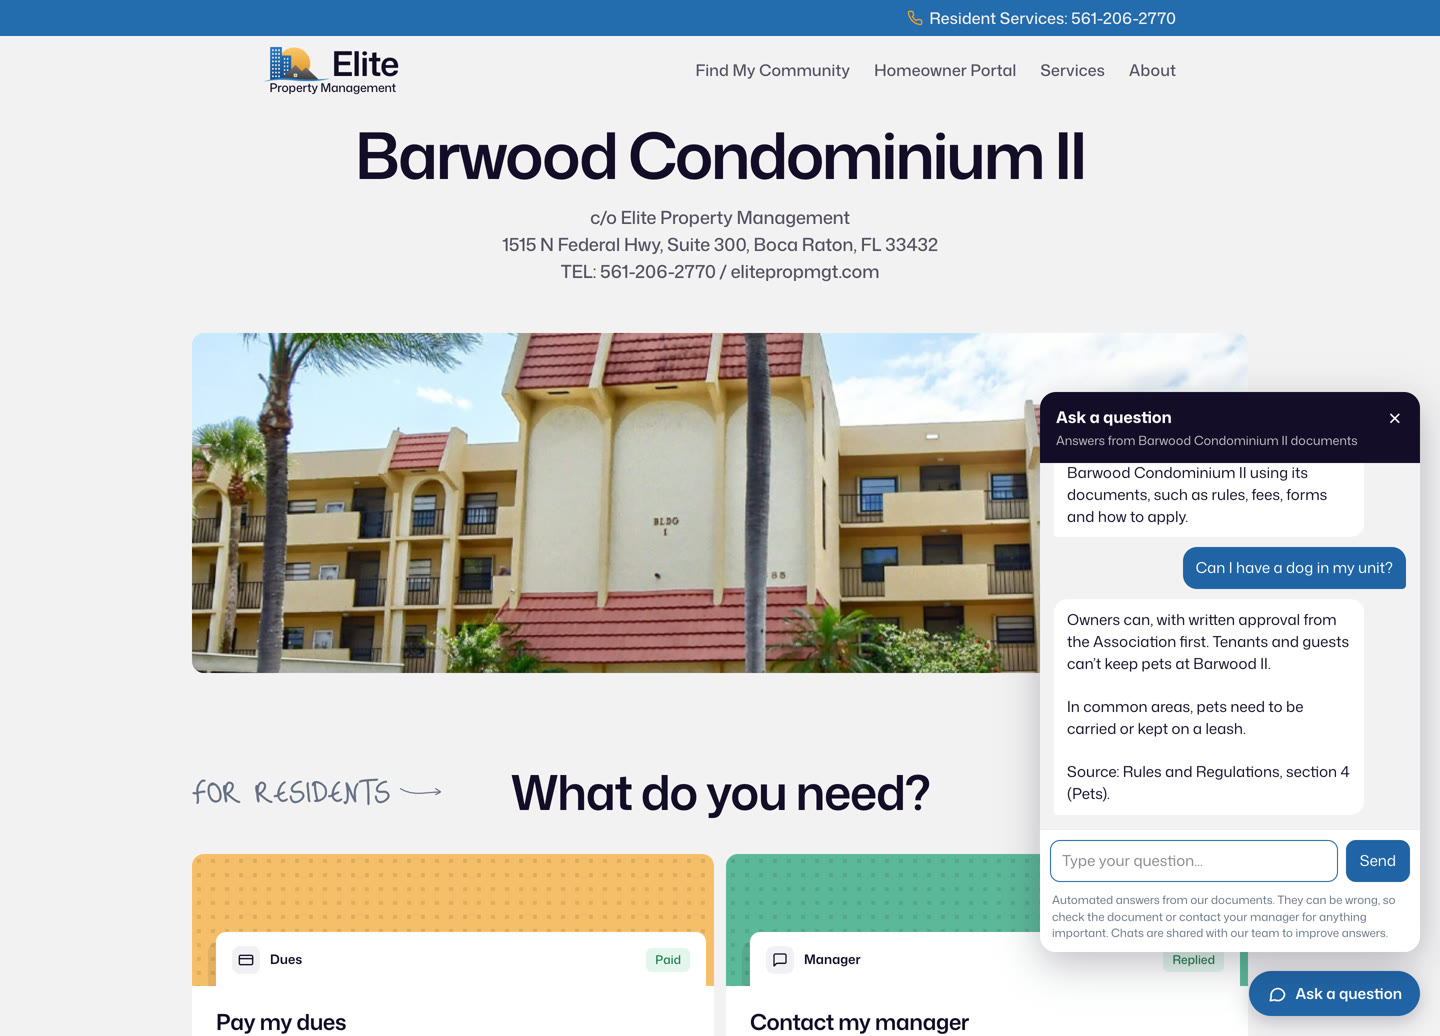 Resident Services: 561-206-2770
Elite
Property Management
Find My Community
Homeowner Portal
Services
About
Barwood Condominium II
c/o Elite Property Management
1515 N Federal Hwy, Suite 300, Boca Raton, FL 33432
TEL: 561-206-2770 / elitepropmgt.com
BLDG
1
Ask a question
Answers from Barwood Condominium II documents
Barwood Condominium II using its
documents, such as rules, fees, forms
and how to apply.
Can I have a dog in my unit?
Owners can, with written approval from
the Association first. Tenants and guests
can't keep pets at Barwood II.
In common areas, pets need to be
carried or kept on a leash.
Source: Rules and Regulations, section 4
(Pets).
Type your question...
Send
Automated answers from our documents. They can be wrong, so
check the document or contact your manager for anything
important. Chats are shared with our team to improve answers.
FOR RESIDENTS
What do you need?
Dues
Paid
Manager
Replied
Ask a question
Pay my dues
Contact my manager